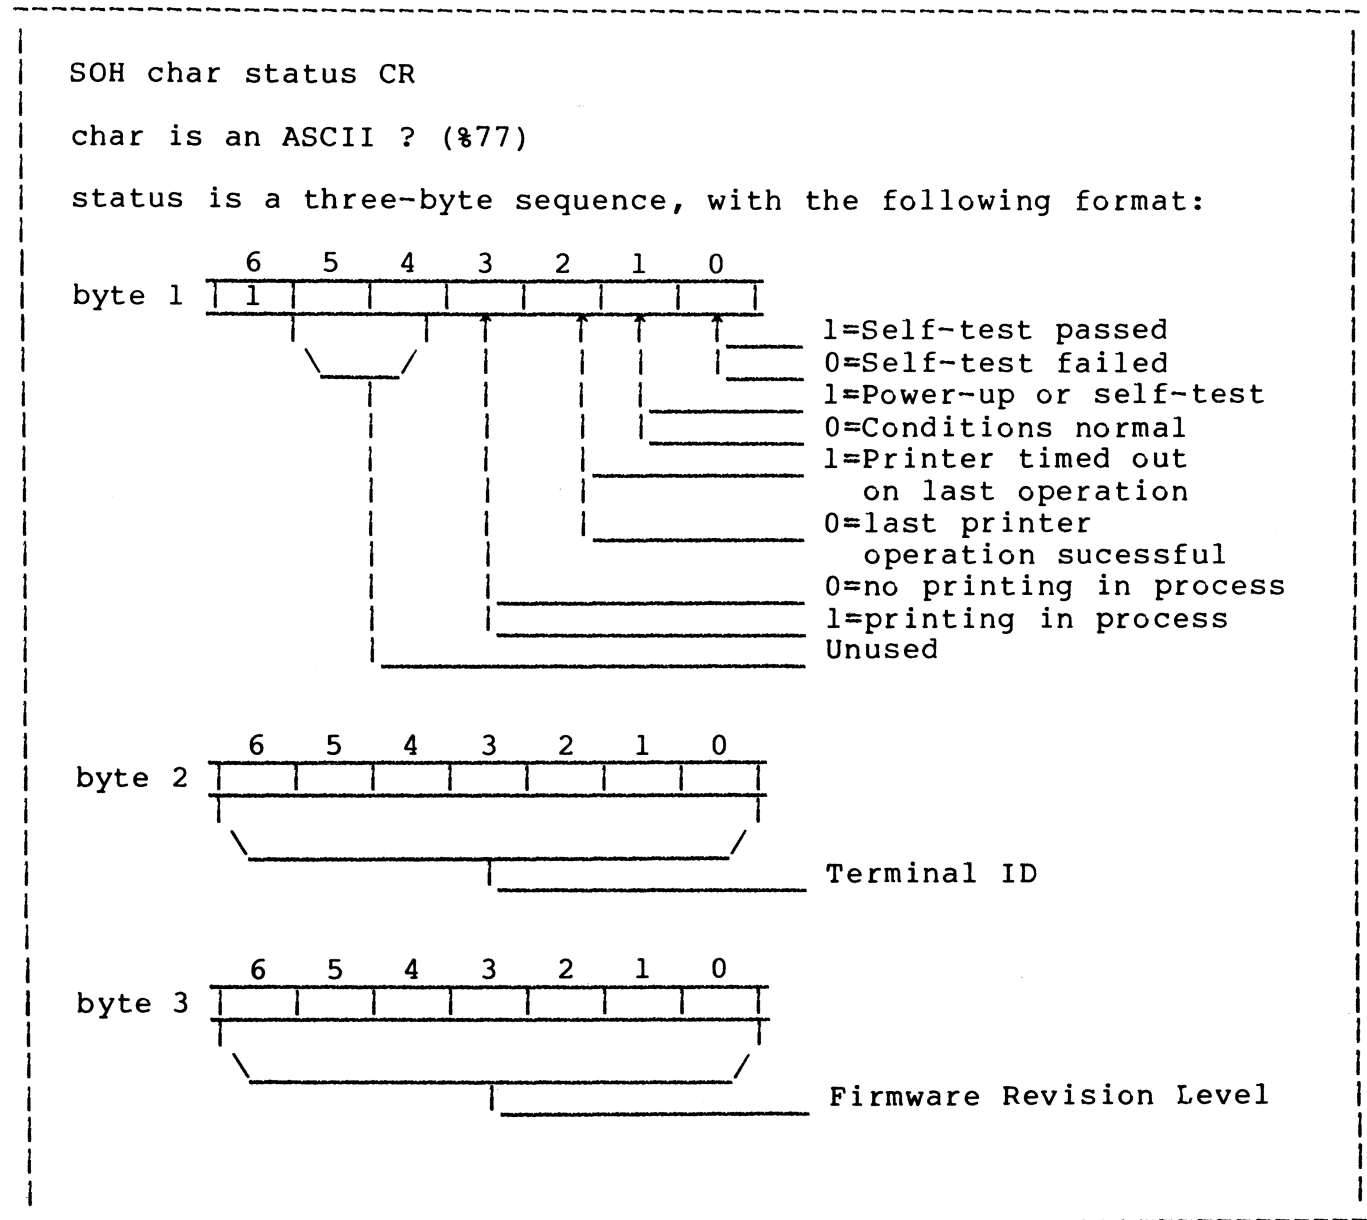 SOH char status CR
char is an ASCII ? (%77)
status is a three-byte sequence, with the following format:
6 5 4 3 2 1 0
byte 1 | 1 | | | | | | |
1=Self-test passed
0=Self-test failed
1=Power-up or self-test
0=Conditions normal
1=Printer timed out
on last operation
0=last printer
operation sucessful
0=no printing in process
1=printing in process
Unused
6 5 4 3 2 1 0
byte 2
Terminal ID
6 5 4 3 2 1 0
byte 3
Firmware Revision Level